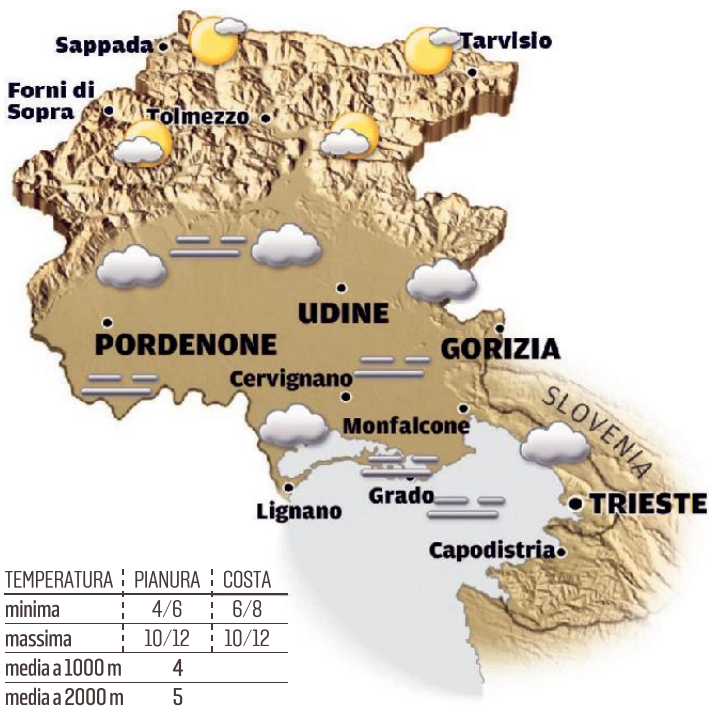 Sappada
Tarvisio
Forni di
Sopra
Tolmezzo
UDINE
PORDENONE
GORIZIA
Cervignano
SLOVENIA
Monfalcone
Grado
Lignano
TRIESTE
Capodistria
TEMPERATURA PIANURA COSTA
minima 4/6 6/8
massima 10/12 10/12
media a 1000 m 4
media a 2000 m 5